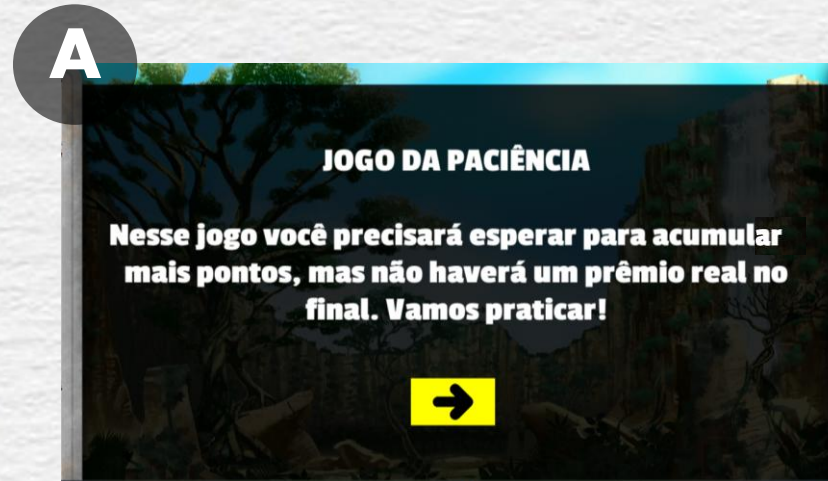 A
JOGO DA PACIÊNCIA
Nesse jogo você precisará esperar para acumular
mais pontos, mas não haverá um prêmio real no
final. Vamos praticar!